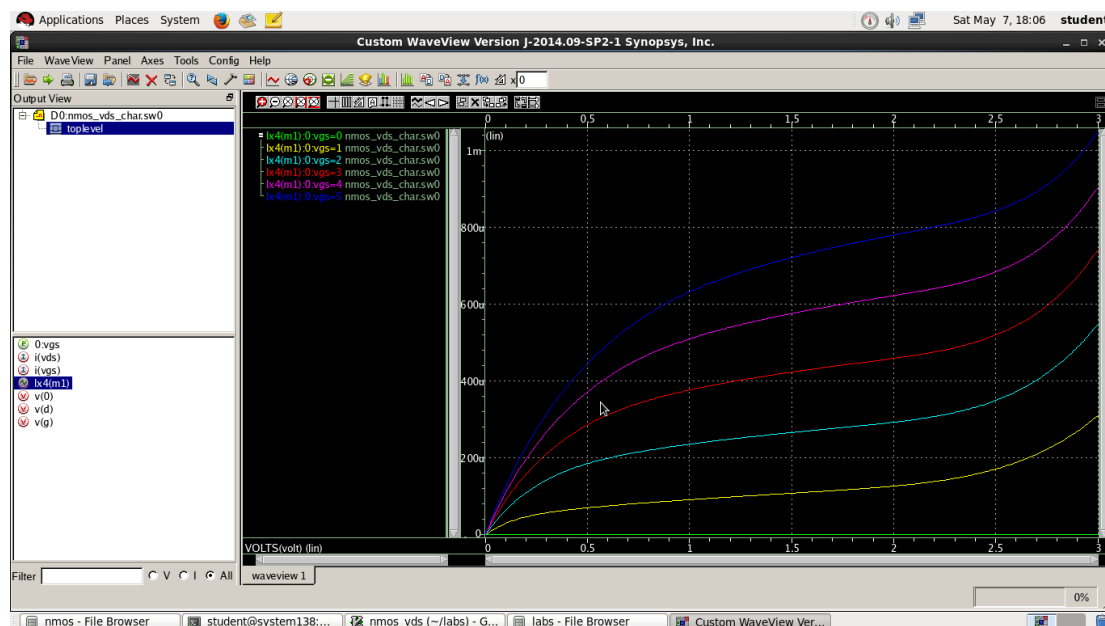 Applications Places System Sat May 7, 18:06 student
Custom WaveView Version J-2014.09-SP2-1 Synopsys, Inc.
File WaveView Panel Axes Tools Config Help
x 0
Output View
D0:nmos_vds_char.sw0
toplevel
0 0.5 1 1.5 2 2.5 3
lx4(m1):0:vgs=0 nmos_vds_char.sw0
lx4(m1):0:vgs=1 nmos_vds_char.sw0
lx4(m1):0:vgs=2 nmos_vds_char.sw0
lx4(m1):0:vgs=3 nmos_vds_char.sw0
lx4(m1):0:vgs=4 nmos_vds_char.sw0
lx4(m1):0:vgs=5 nmos_vds_char.sw0
(lin)
1m
800u
600u
400u
200u
0
0:vgs
i(vds)
i(vgs)
lx4(m1)
v(0)
v(d)
v(g)
VOLTS(volt) (lin)
0 0.5 1 1.5 2 2.5 3
Filter V I All
waveview 1
0%
nmos - File Browser
student@system138:...
nmos_vds (~/labs) - G...
labs - File Browser
Custom WaveView Ver...